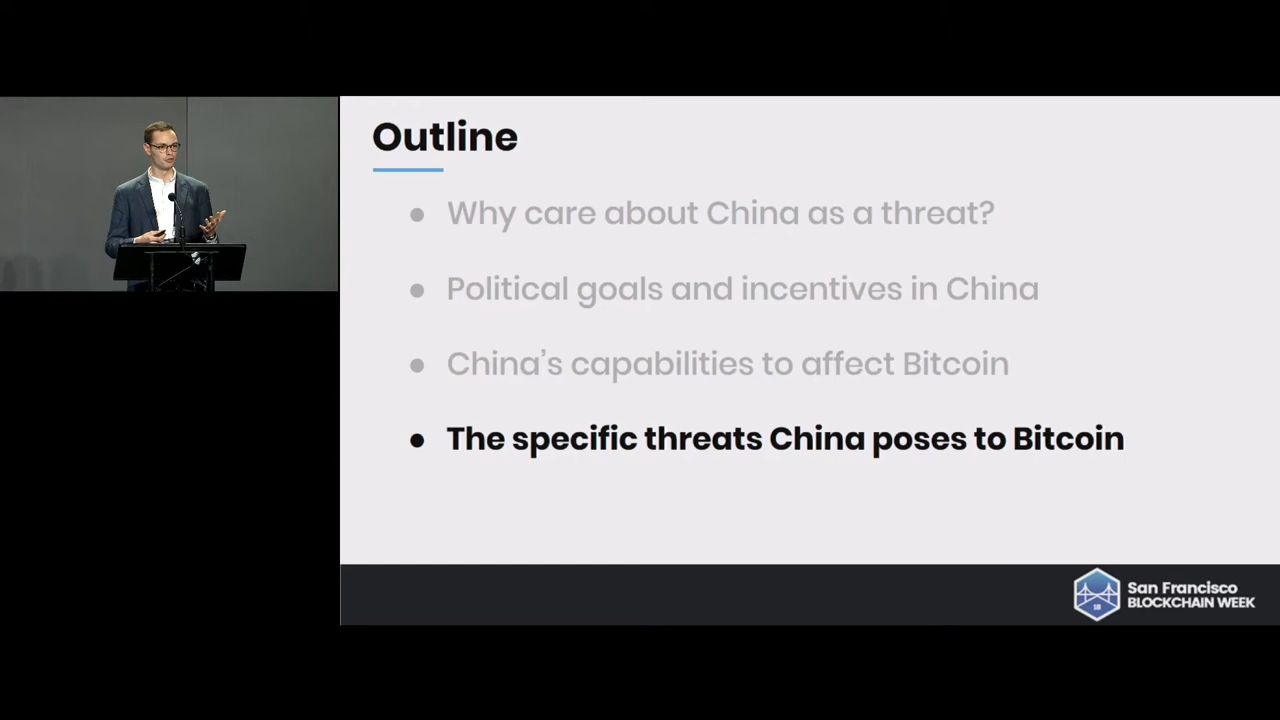 Outline
● Why care about China as a threat?
● Political goals and incentives in China
● China’s capabilities to affect Bitcoin
● The specific threats China poses to Bitcoin
18
San Francisco
BLOCKCHAIN WEEK